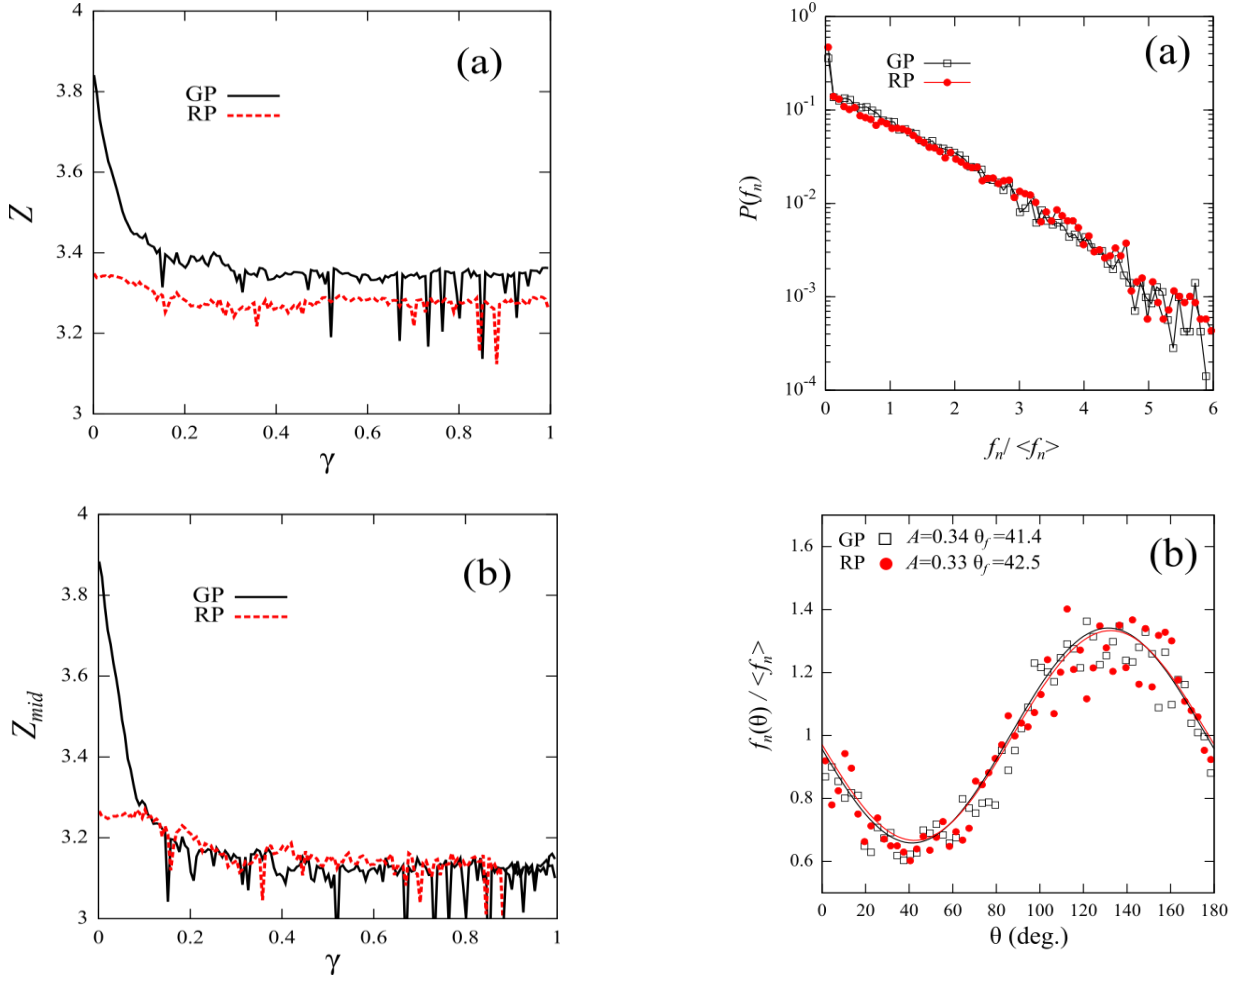 4
3.8
3.6
3.4
3.2
3
Z
(a)
GP
RP
0
0.2
0.4
0.6
0.8
1
γ
10^0
10^-1
10^-2
10^-3
10^-4
P(f_n)
(a)
GP
RP
0
1
2
3
4
5
6
f_n / <f_n>
4
3.8
3.6
3.4
3.2
3
Z_mid
(b)
GP
RP
0
0.2
0.4
0.6
0.8
1
γ
1.6
1.4
1.2
1
0.8
0.6
f_n(θ) / <f_n>
GP A=0.34 θ_f=41.4
RP A=0.33 θ_f=42.5
(b)
0
20
40
60
80
100
120
140
160
180
θ (deg.)